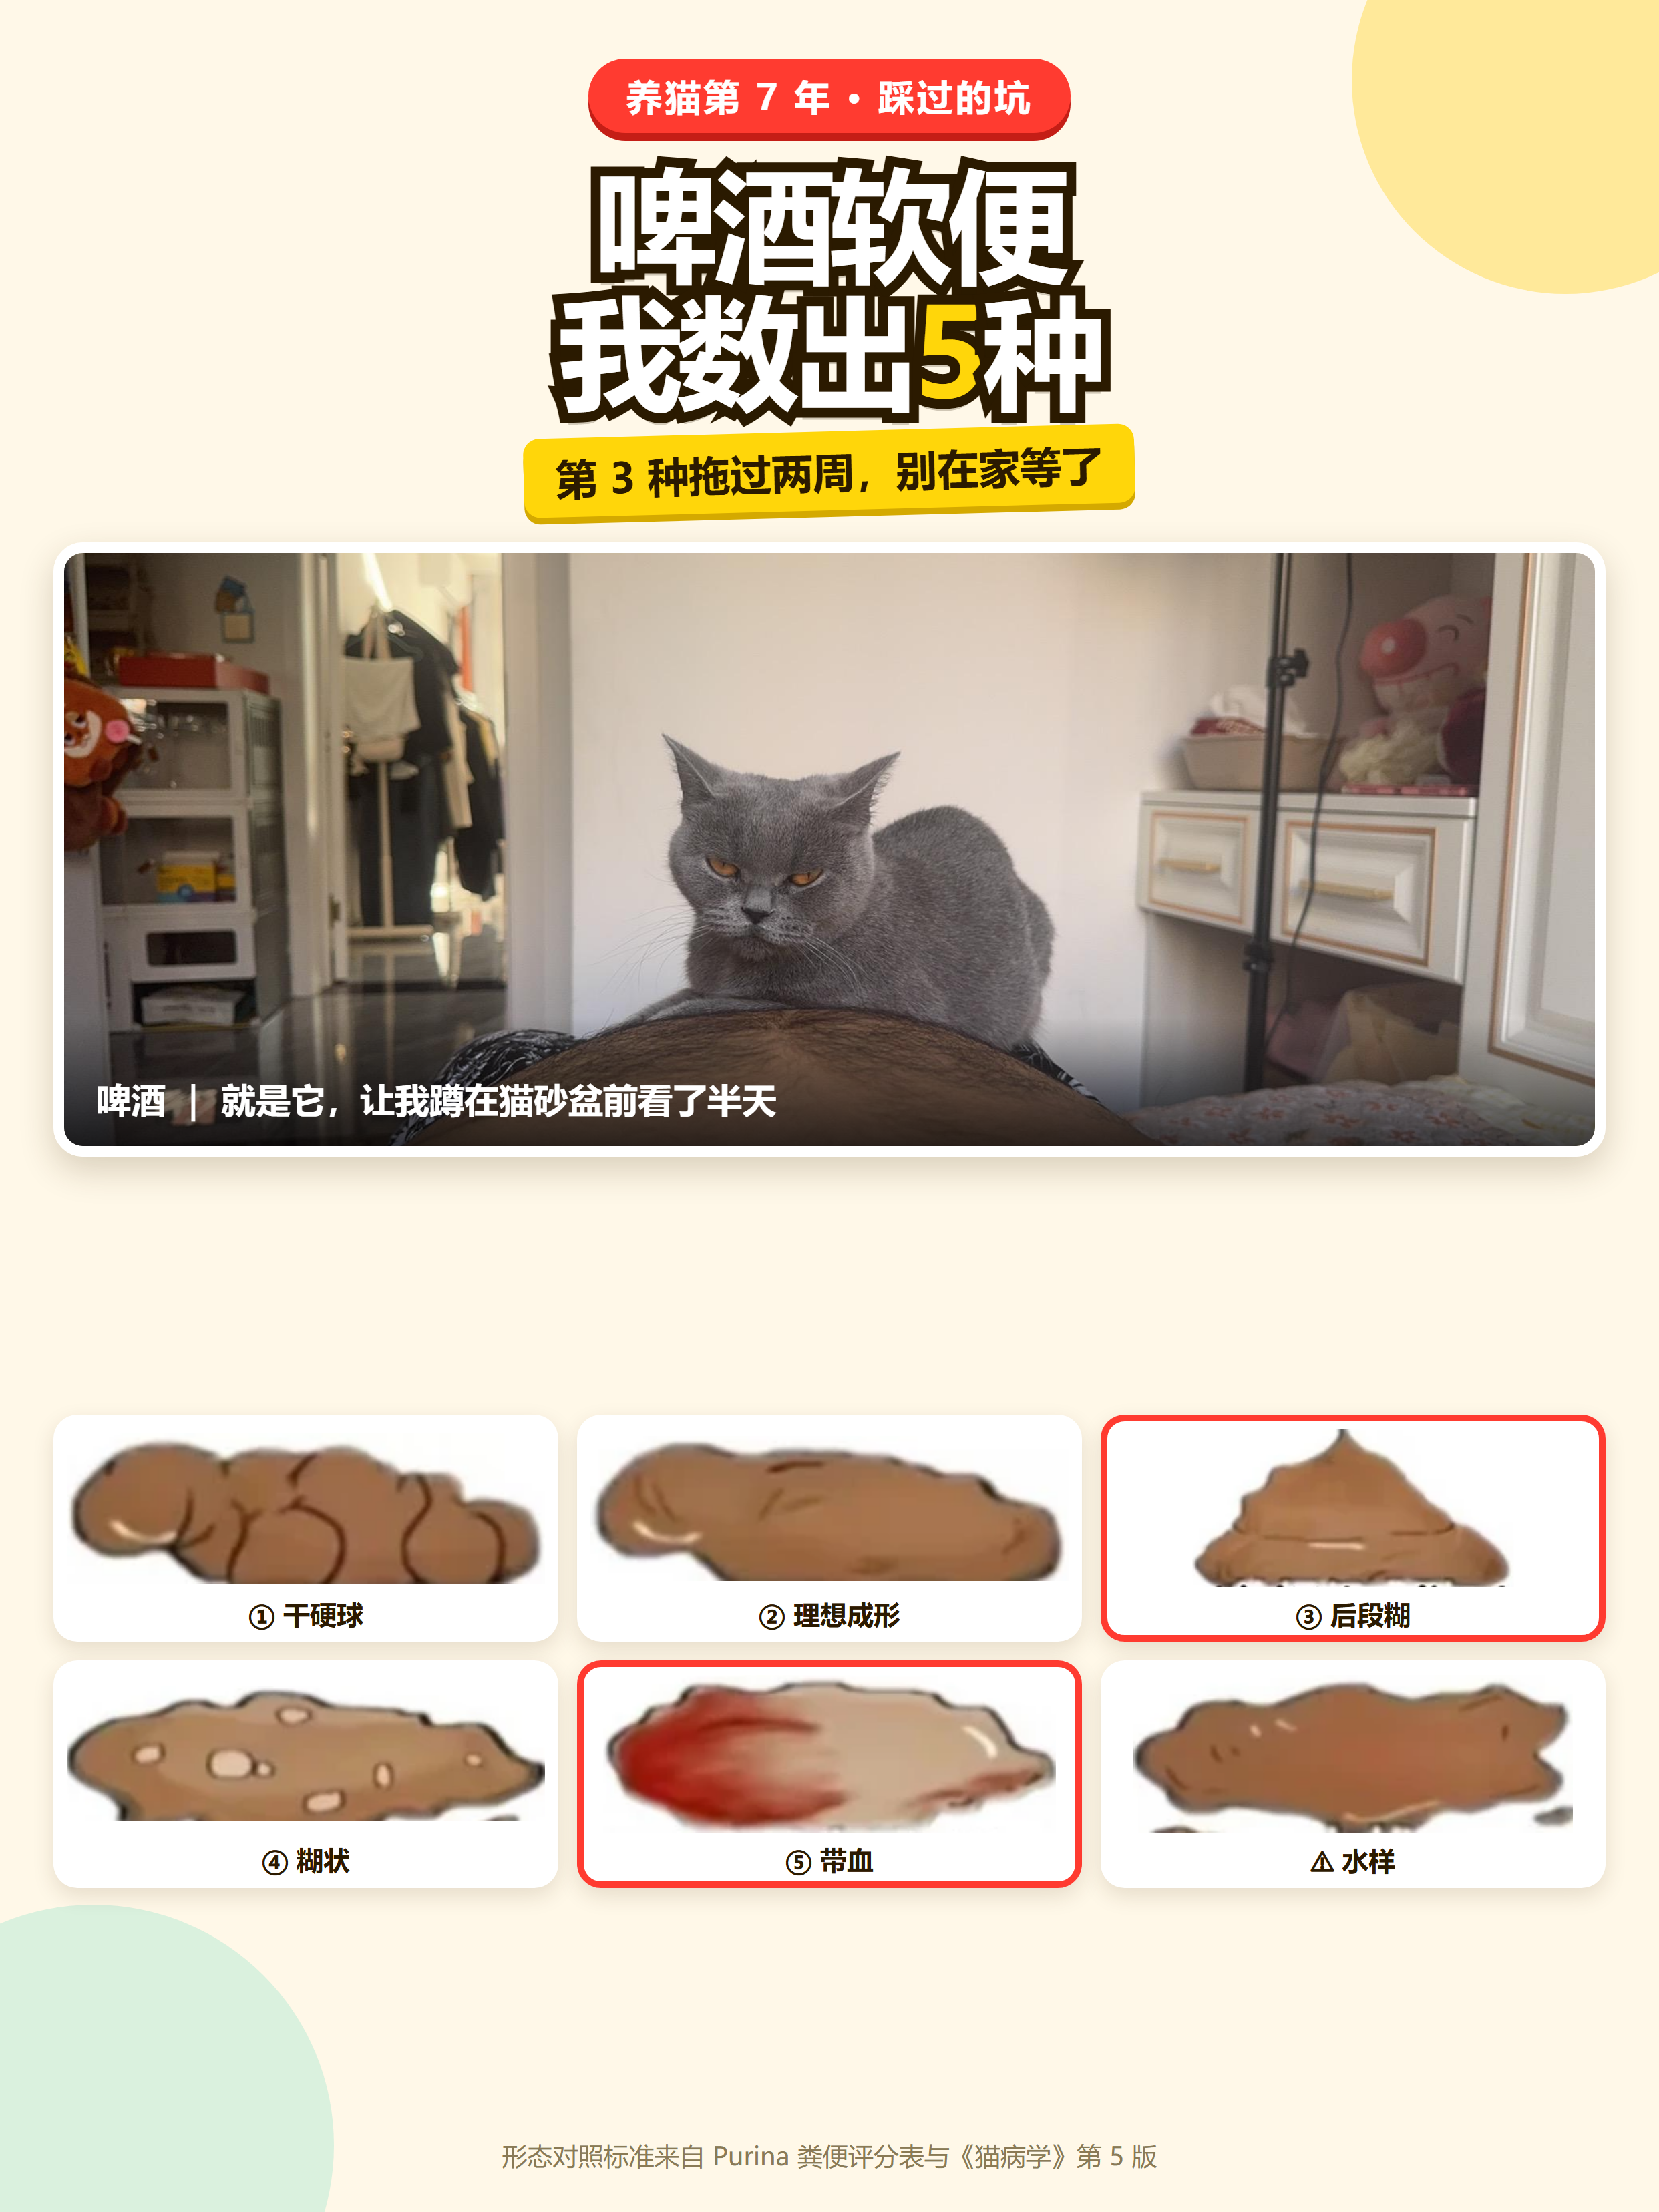 养猫第 7 年 · 踩过的坑
啤酒软便
我数出5种
第 3 种拖过两周，别在家等了
啤酒 ｜ 就是它，让我蹲在猫砂盆前看了半天
① 干硬球
② 理想成形
③ 后段糊
④ 糊状
⑤ 带血
⚠ 水样
形态对照标准来自 Purina 粪便评分表与《猫病学》第 5 版